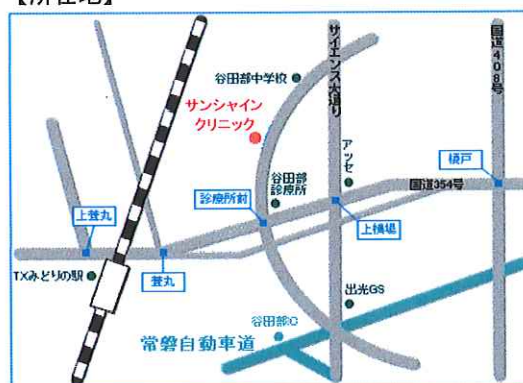 【所在地】
谷田部中学校
サイエンス大通り
国道408号
サンシャイン
クリニック
アッセ
榎戸
谷田部
診療所
国道354号
診療所前
上萱丸
上横場
萱丸
TXみどりの駅
出光GS
谷田部IC
常磐自動車道